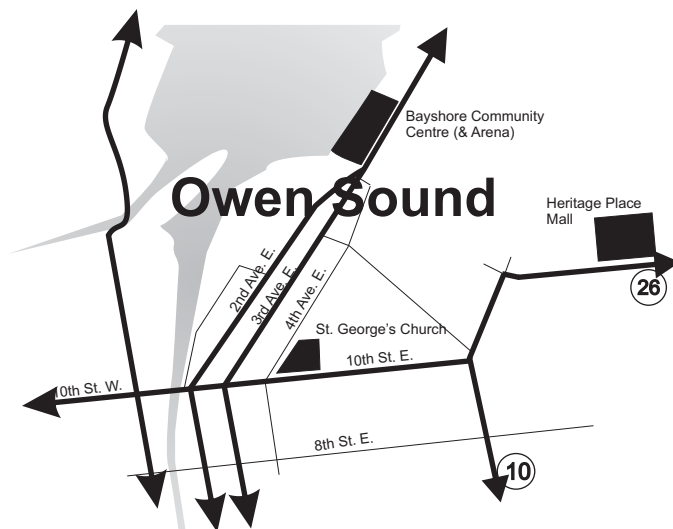 Bayshore Community
Centre (& Arena)
Owen Sound
Heritage Place
Mall
26
2nd Ave. E.
3rd Ave. E.
4th Ave. E.
St. George's Church
10th St. E.
10th St. W.
8th St. E.
10